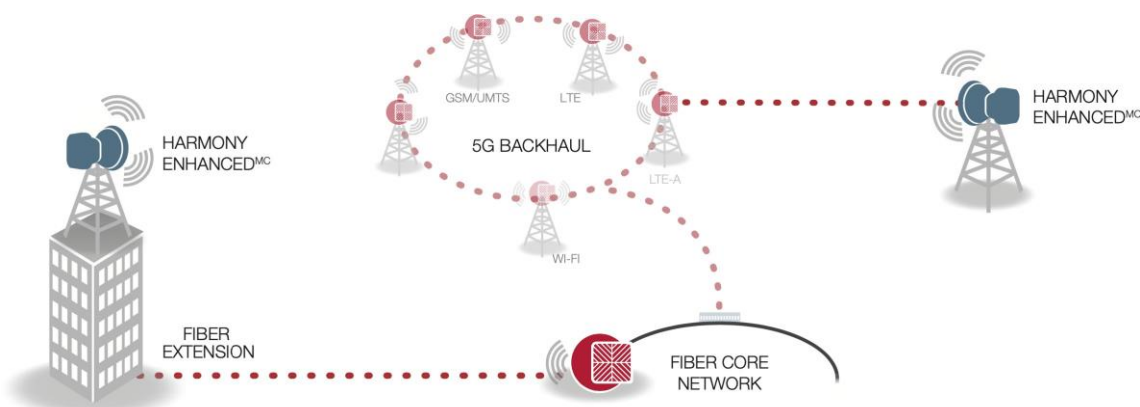 GSM/UMTS
LTE
HARMONY
ENHANCEDMC
HARMONY
ENHANCEDMC
5G BACKHAUL
LTE-A
WI-FI
FIBER
EXTENSION
FIBER CORE
NETWORK